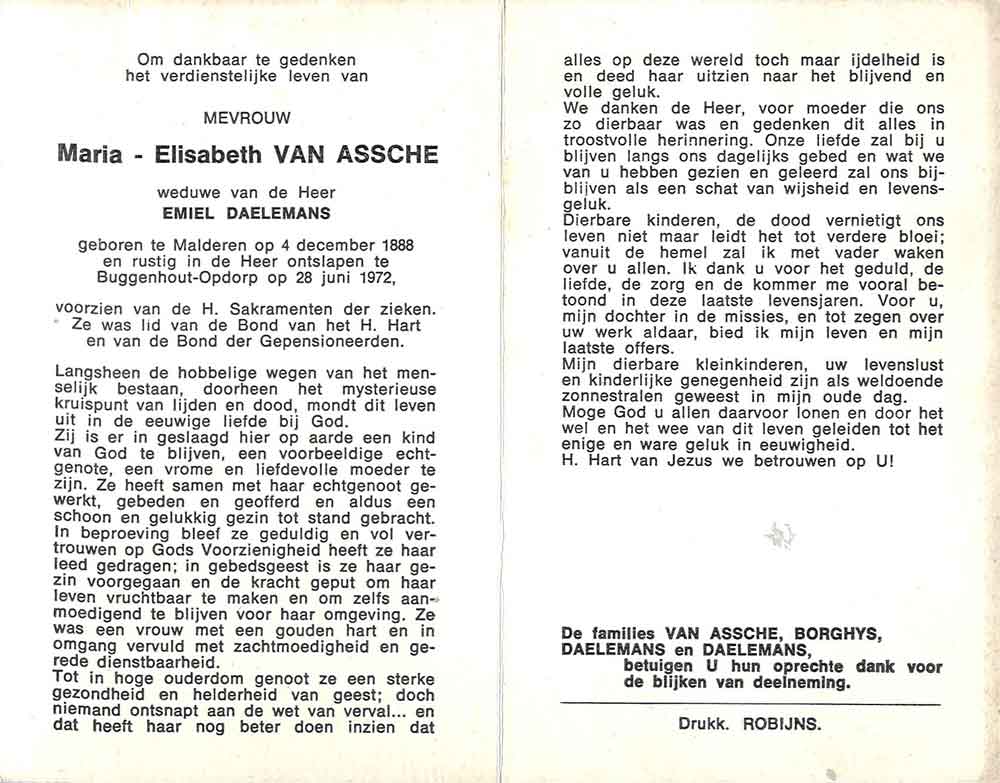 Om dankbaar te gedenken
het verdienstelijke leven van
MEVROUW
Maria - Elisabeth VAN ASSCHE
weduwe van de Heer
EMIEL DAELEMANS
geboren te Malderen op 4 december 1888
en rustig in de Heer ontslapen te
Buggenhout-Opdorp op 28 juni 1972,
voorzien van de H. Sakramenten der zieken.
Ze was lid van de Bond van het H. Hart
en van de Bond der Gepensioneerden.
Langsheen de hobbelige wegen van het men-
selijk bestaan, doorheen het mysterieuse
kruispunt van lijden en dood, mondt dit leven
uit in de eeuwige liefde bij God.
Zij is er in geslaagd hier op aarde een kind
van God te blijven, een voorbeeldige echt-
genote, een vrome en liefdevolle moeder te
zijn. Ze heeft samen met haar echtgenoot ge-
werkt, gebeden en geofferd en aldus een
schoon en gelukkig gezin tot stand gebracht.
In beproeving bleef ze geduldig en vol ver-
trouwen op Gods Voorzienigheid heeft ze haar
leed gedragen; in gebedsgeest is ze haar ge-
zin voorgegaan en de kracht geput om haar
leven vruchtbaar te maken en om zelfs aan-
moedigend te blijven voor haar omgeving. Ze
was een vrouw met een gouden hart en in
omgang vervuld met zachtmoedigheid en ge-
rede dienstbaarheid.
Tot in hoge ouderdom genoot ze een sterke
gezondheid en helderheid van geest; doch
niemand ontsnapt aan de wet van verval... en
dat heeft haar nog beter doen inzien dat
alles op deze wereld toch maar ijdelheid is
en deed haar uitzien naar het blijvend en
volle geluk.
We danken de Heer, voor moeder die ons
zo dierbaar was en gedenken dit alles in
troostvolle herinnering. Onze liefde zal bij u
blijven langs ons dagelijks gebed en wat we
van u hebben gezien en geleerd zal ons bij-
blijven als een schat van wijsheid en levens-
geluk.
Dierbare kinderen, de dood vernietigt ons
leven niet maar leidt het tot verdere bloei;
vanuit de hemel zal ik met vader waken
over u allen. Ik dank u voor het geduld, de
liefde, de zorg en de kommer me vooral be-
toond in deze laatste levensjaren. Voor u,
mijn dochter in de missies, en tot zegen over
uw werk aldaar, bied ik mijn leven en mijn
laatste offers.
Mijn dierbare kleinkinderen, uw levenslust
en kinderlijke genegenheid zijn als weldoende
zonnestralen geweest in mijn oude dag.
Moge God u allen daarvoor lonen en door het
wel en het wee van dit leven geleiden tot het
enige en ware geluk in eeuwigheid.
H. Hart van Jezus we betrouwen op U!
De families VAN ASSCHE, BORGHYS,
DAELEMANS en DAELEMANS,
betuigen U hun oprechte dank voor
de blijken van deelneming.
Drukk. ROBIJNS.